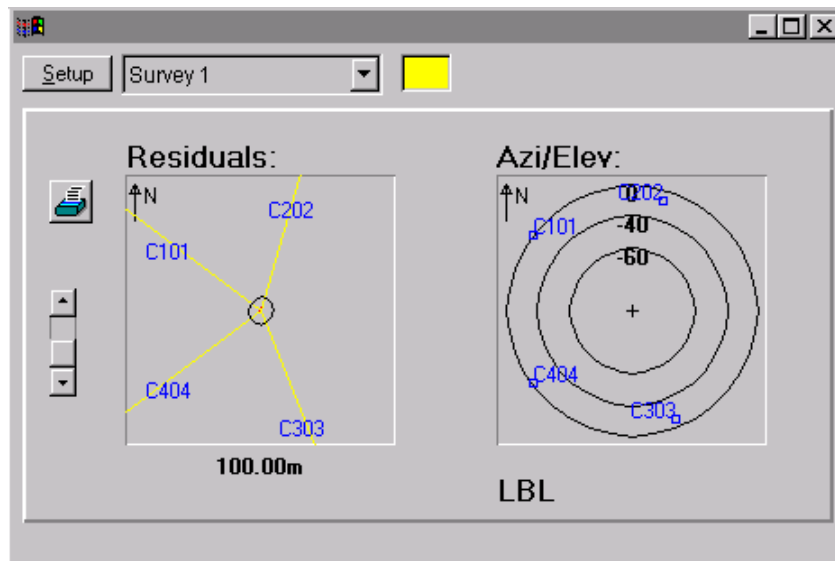 Setup Survey 1
Residuals:
N
C202
C101
C404
C303
100.00m
Azi/Elev:
N
C202 0
C101
-40
-60
C404
C303
LBL